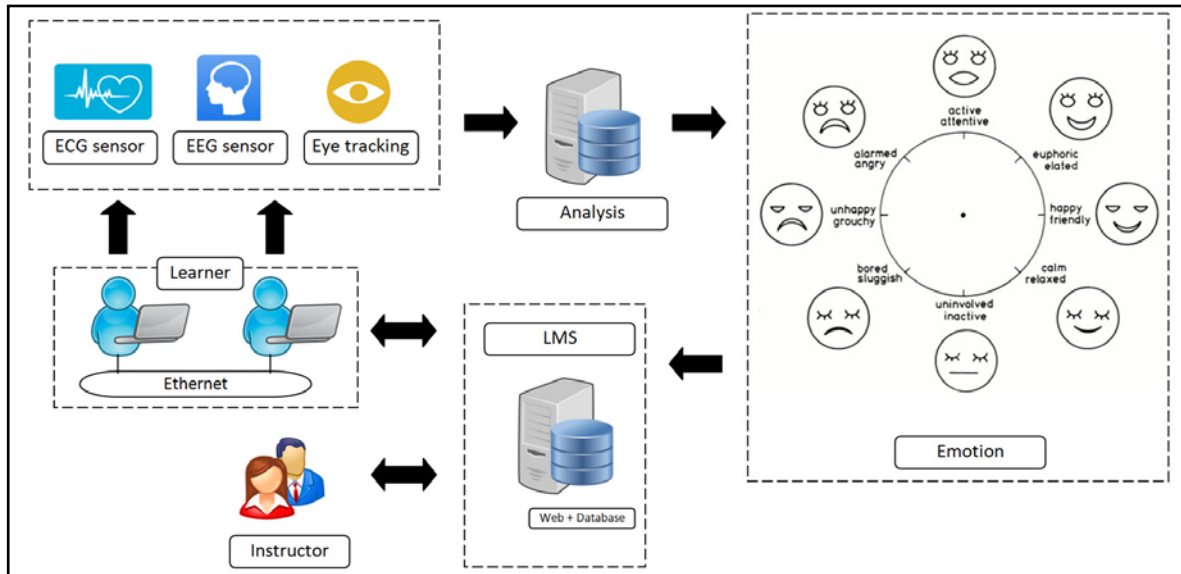 ECG sensor
EEG sensor
Eye tracking
Analysis
active
attentive
euphoric
elated
happy
friendly
calm
relaxed
uninvolved
inactive
bored
sluggish
unhappy
grouchy
alarmed
angry
Emotion
Learner
Ethernet
LMS
Web + Database
Instructor